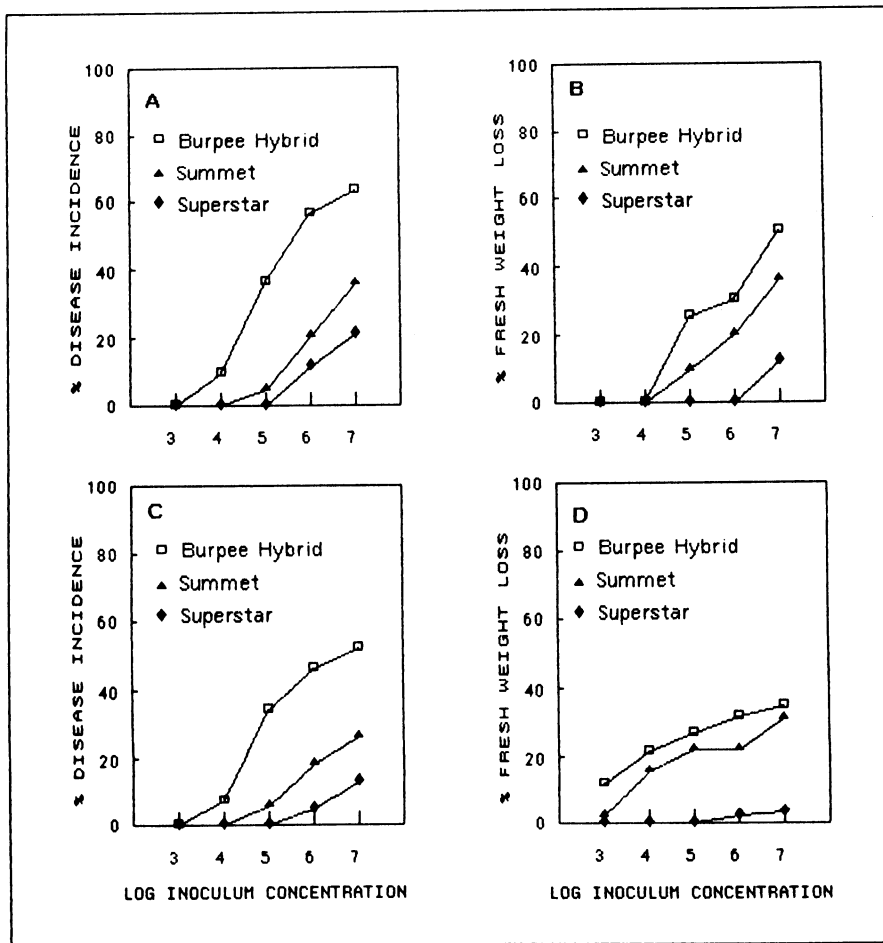 A
Burpee Hybrid
Summet
Superstar
% DISEASE INCIDENCE
100
80
60
40
20
0
3 4 5 6 7
B
Burpee Hybrid
Summet
Superstar
% FRESH WEIGHT LOSS
100
80
60
40
20
0
3 4 5 6 7
C
Burpee Hybrid
Summet
Superstar
% DISEASE INCIDENCE
100
80
60
40
20
0
3 4 5 6 7
LOG INOCULUM CONCENTRATION
D
Burpee Hybrid
Summet
Superstar
% FRESH WEIGHT LOSS
100
80
60
40
20
0
3 4 5 6 7
LOG INOCULUM CONCENTRATION